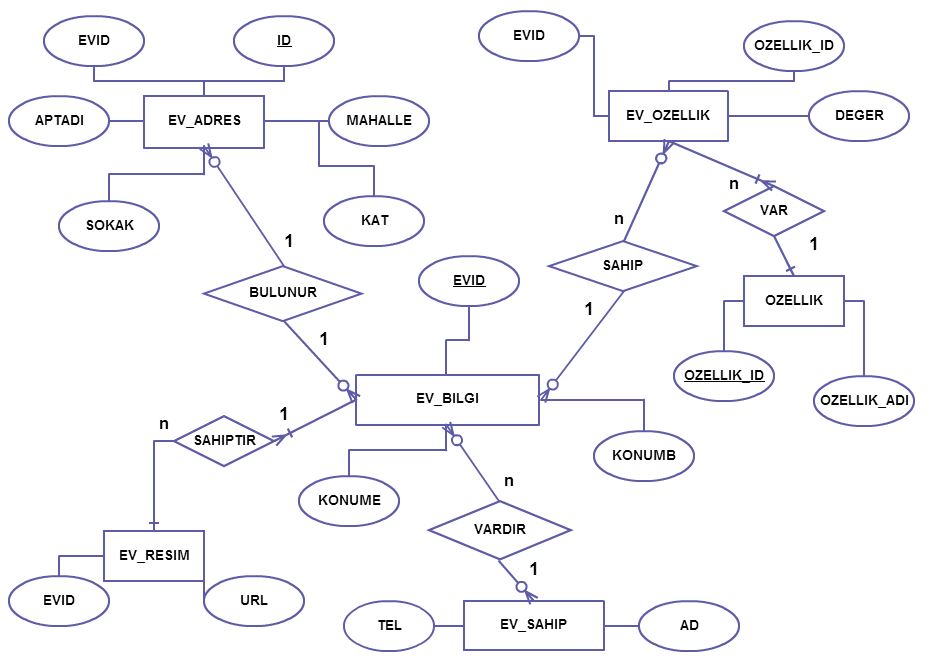 EVID
ID
EVID
OZELLIK_ID
APTADI
EV_ADRES
MAHALLE
EV_OZELLIK
DEGER
SOKAK
KAT
n
VAR
n
1
1
SAHIP
BULUNUR
EVID
OZELLIK
1
1
OZELLIK_ID
EV_BILGI
OZELLIK_ADI
n
1
SAHIPTIR
KONUMB
n
KONUME
VARDIR
EV_RESIM
1
EVID
URL
TEL
EV_SAHIP
AD